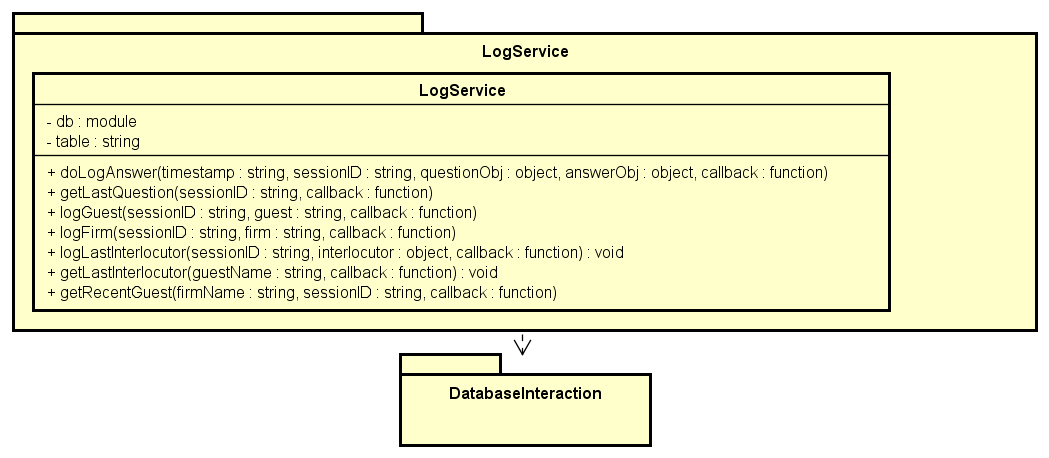 LogService
LogService
- db : module
- table : string
+ doLogAnswer(timestamp : string, sessionID : string, questionObj : object, answerObj : object, callback : function)
+ getLastQuestion(sessionID : string, callback : function)
+ logGuest(sessionID : string, guest : string, callback : function)
+ logFirm(sessionID : string, firm : string, callback : function)
+ logLastInterlocutor(sessionID : string, interlocutor : object, callback : function) : void
+ getLastInterlocutor(guestName : string, callback : function) : void
+ getRecentGuest(firmName : string, sessionID : string, callback : function)
DatabaseInteraction